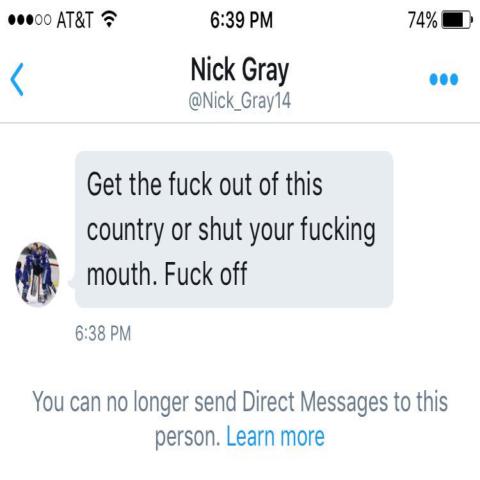 AT&T 6:39 PM 74%
Nick Gray
@Nick_Gray14
Get the fuck out of this
country or shut your fucking
mouth. Fuck off
6:38 PM
You can no longer send Direct Messages to this
person. Learn more